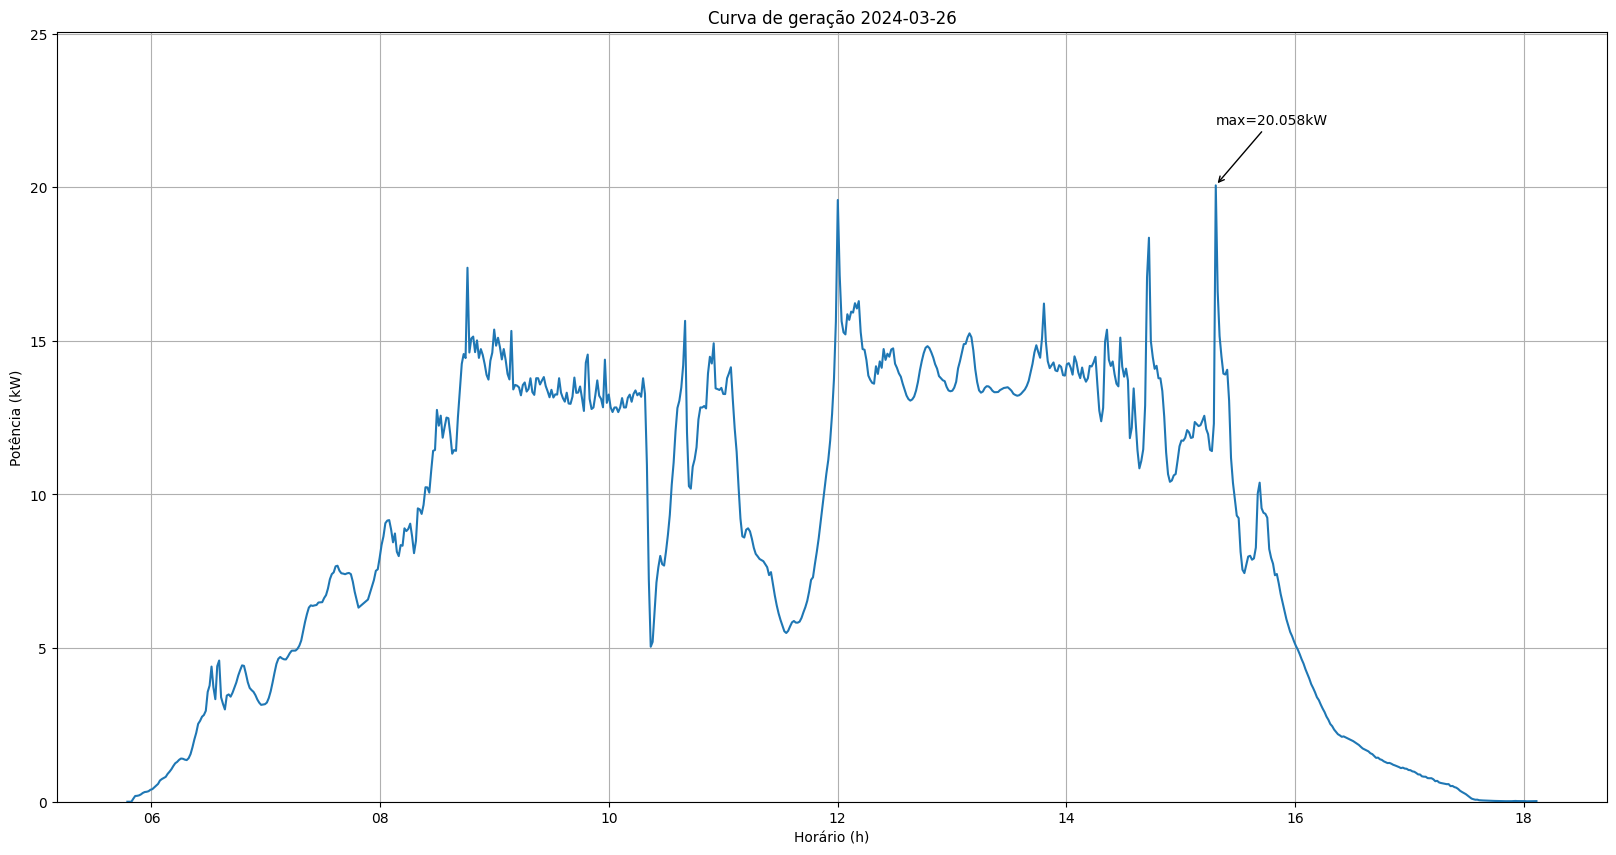 Curva de geração 2024-03-26
25
20
15
10
5
0
Potência (kW)
max=20.058kW
06 08 10 12 14 16 18
Horário (h)